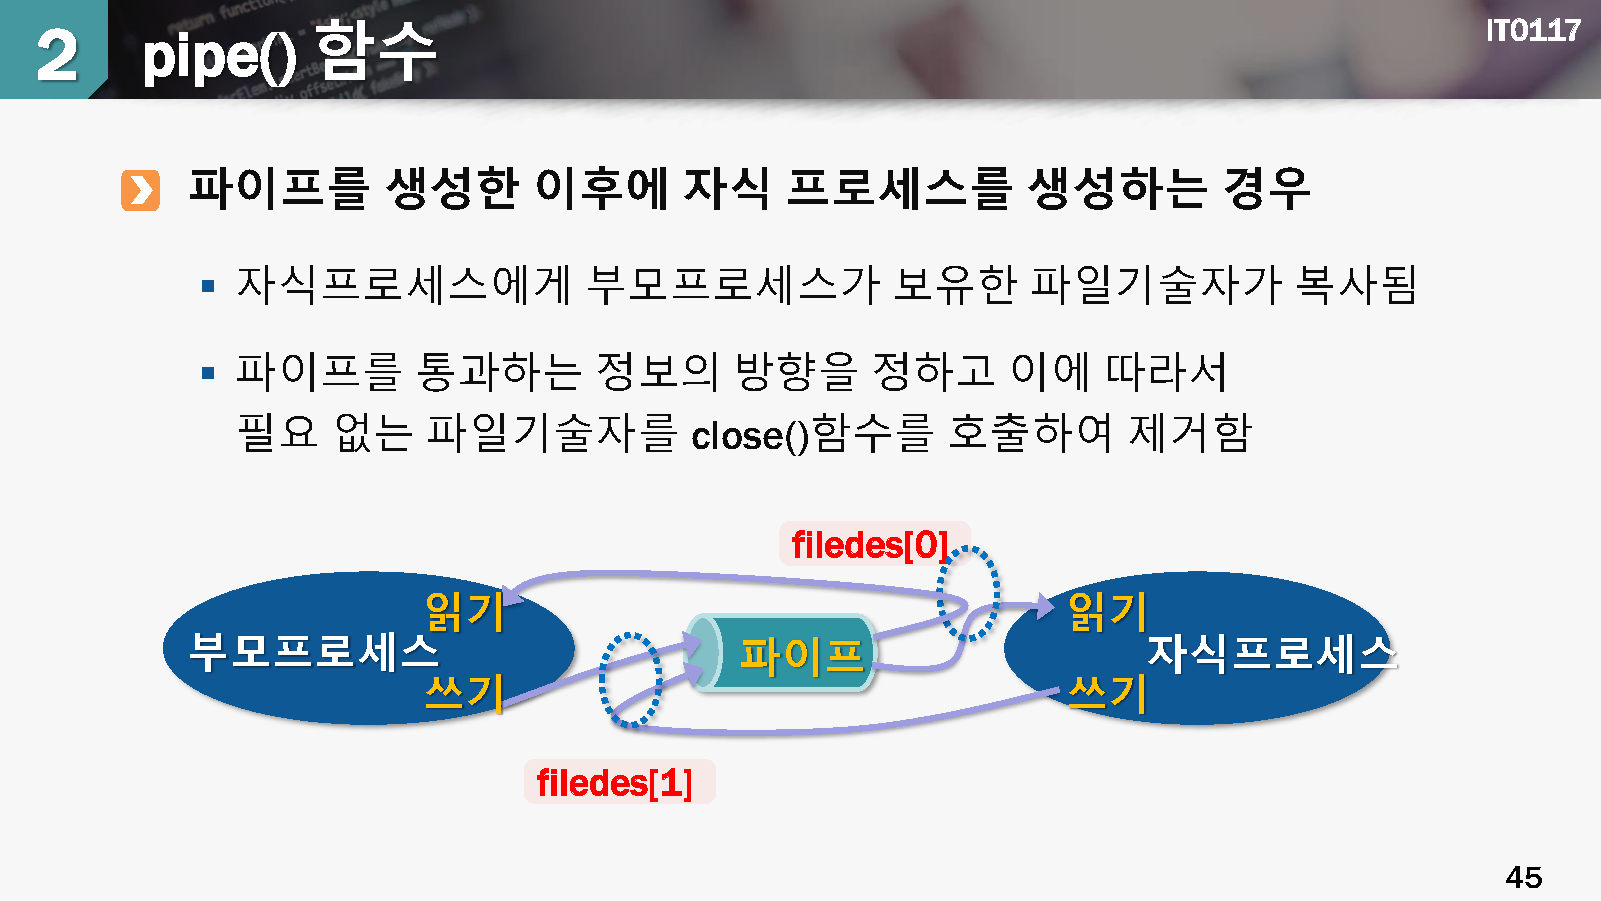 2
pipe() 함수
IT0117
파이프를 생성한 이후에 자식 프로세스를 생성하는 경우
자식프로세스에게 부모프로세스가 보유한 파일기술자가 복사됨
파이프를 통과하는 정보의 방향을 정하고 이에 따라서
필요 없는 파일기술자를 close()함수를 호출하여 제거함
filedes[0]
읽기
부모프로세스
쓰기
파이프
읽기
자식프로세스
쓰기
filedes[1]
45